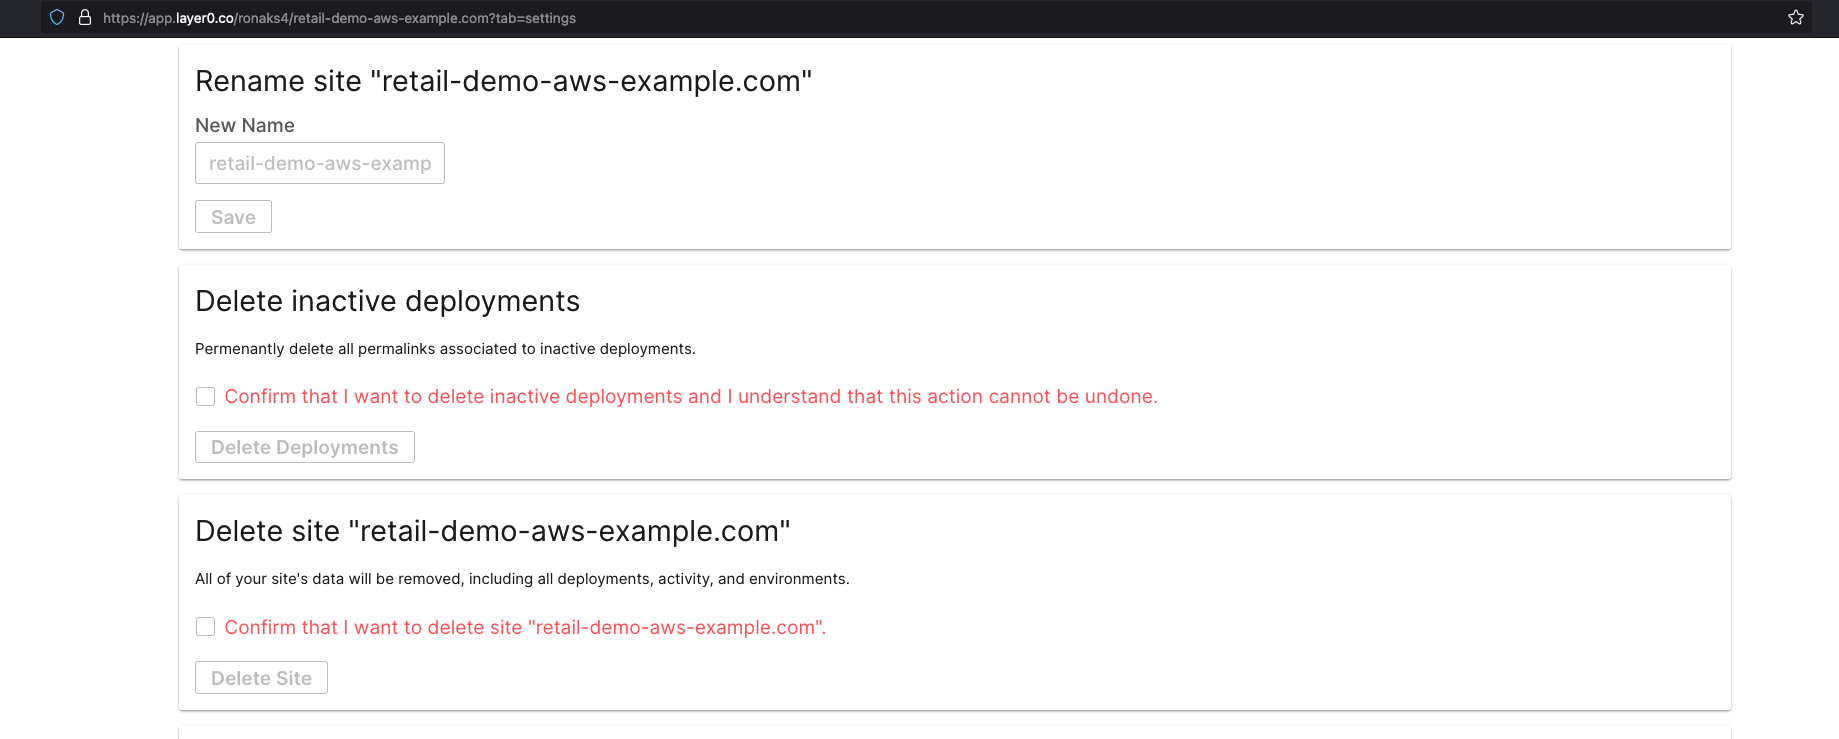 https://app.layer0.co/ronaks4/retail-demo-aws-example.com?tab=settings
Rename site "retail-demo-aws-example.com"
New Name
retail-demo-aws-examp
Save
Delete inactive deployments
Permenantly delete all permalinks associated to inactive deployments.
Confirm that I want to delete inactive deployments and I understand that this action cannot be undone.
Delete Deployments
Delete site "retail-demo-aws-example.com"
All of your site's data will be removed, including all deployments, activity, and environments.
Confirm that I want to delete site "retail-demo-aws-example.com".
Delete Site